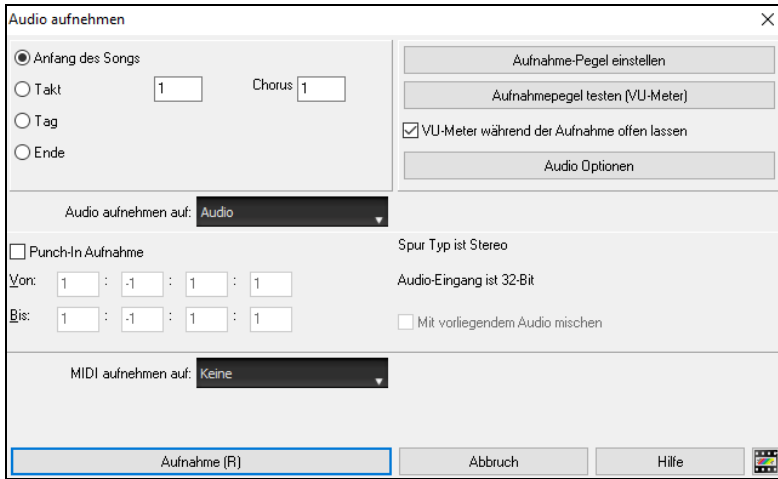 Audio aufnehmen
Anfang des Songs
Takt 1 Chorus 1
Tag
Ende
Aufnahme-Pegel einstellen
Aufnahmepegel testen (VU-Meter)
VU-Meter während der Aufnahme offen lassen
Audio Optionen
Audio aufnehmen auf: Audio
Punch-In Aufnahme
Von: 1 : -1 : 1 : 1
Bis: 1 : -1 : 1 : 1
Spur Typ ist Stereo
Audio-Eingang ist 32-Bit
Mit vorliegendem Audio mischen
MIDI aufnehmen auf: Keine
Aufnahme (R) Abbruch Hilfe